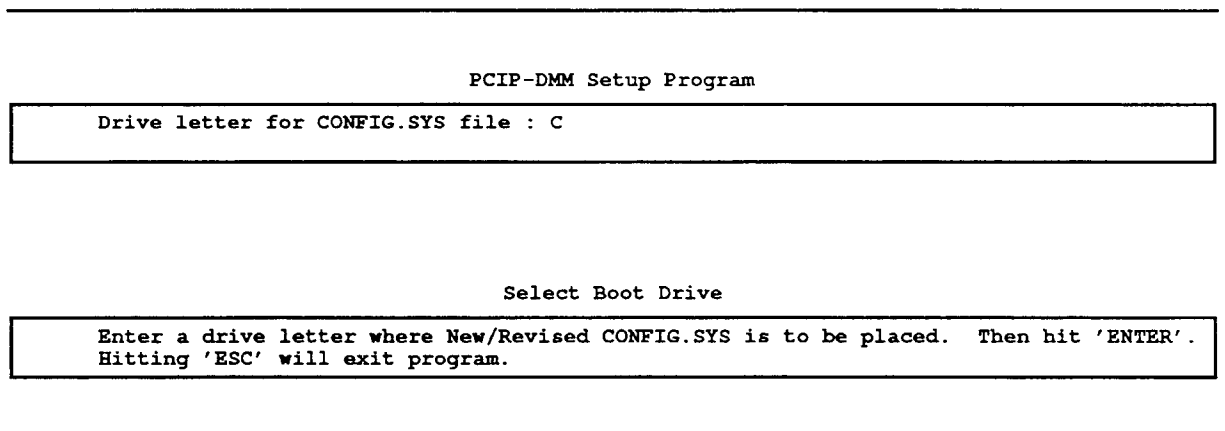 PCIP-DMM Setup Program
Drive letter for CONFIG.SYS file : C
Select Boot Drive
Enter a drive letter where New/Revised CONFIG.SYS is to be placed.  Then hit 'ENTER'.
Hitting 'ESC' will exit program.